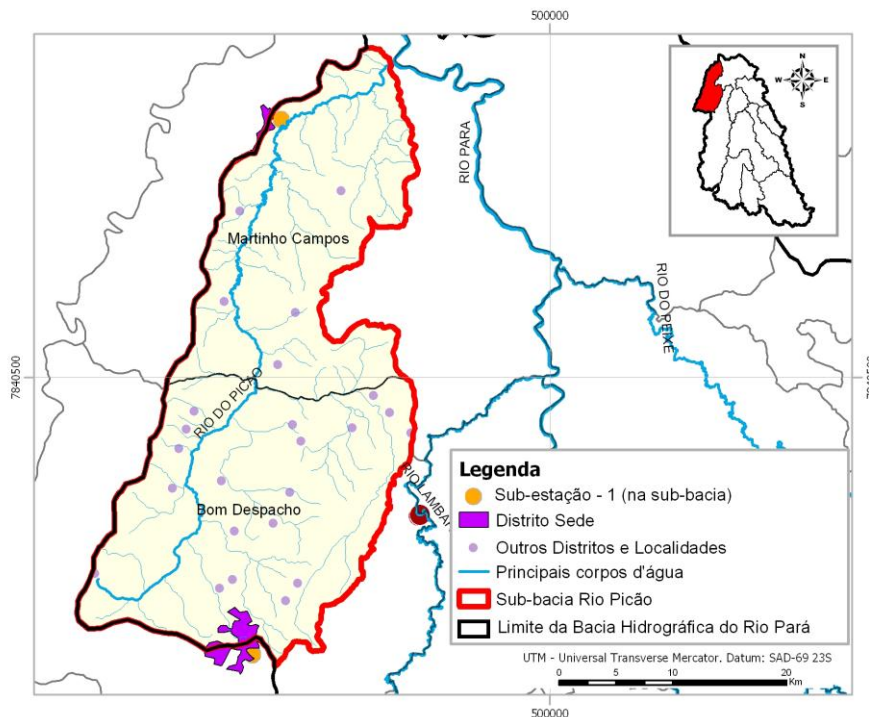 500000
N
W
E
S
RIO PARA
Martinho Campos
RIO DO PEIXE
7840500
RIO DO PICÃO
Bom Despacho
Legenda
Sub-estação - 1 (na sub-bacia)
Distrito Sede
Outros Distritos e Localidades
Principais corpos d'água
Sub-bacia Rio Picão
Limite da Bacia Hidrográfica do Rio Pará
UTM - Universal Transverse Mercator. Datum: SAD-69 23S
0 5 10 20
Km
500000